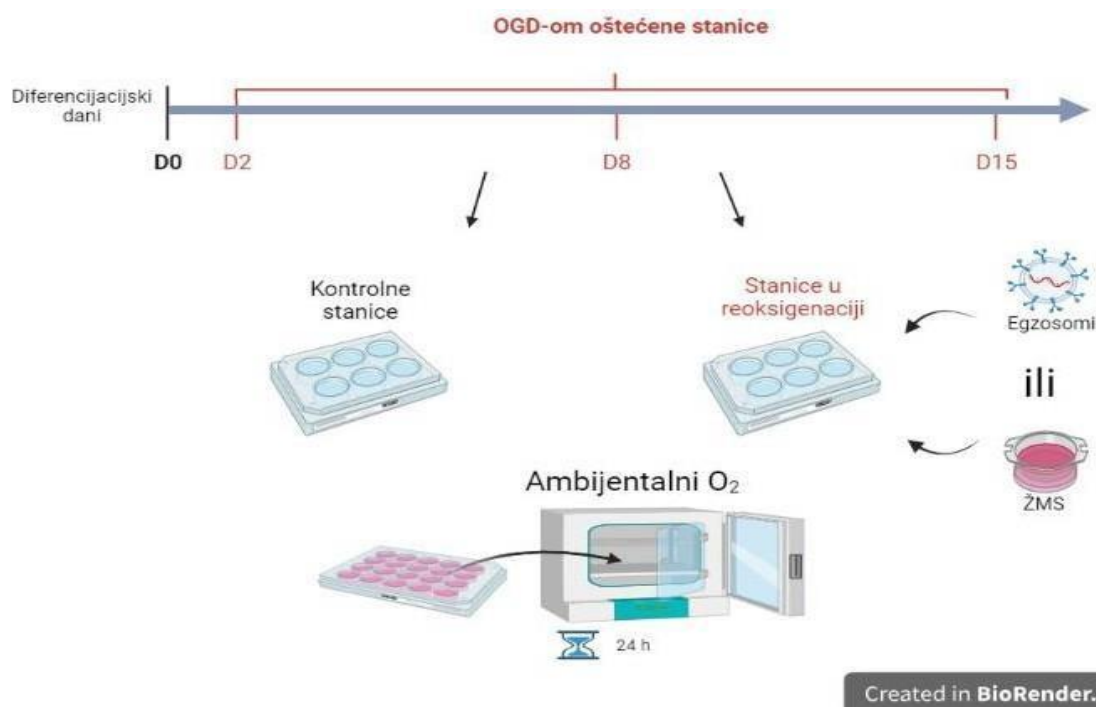 OGD-om oštećene stanice
Diferencijacijski
dani
D0
D2
D8
D15
Kontrolne
stanice
Stanice u
reoksigenaciji
Egzosomi
ili
ŽMS
Ambijentalni O₂
24 h
Created in BioRender.